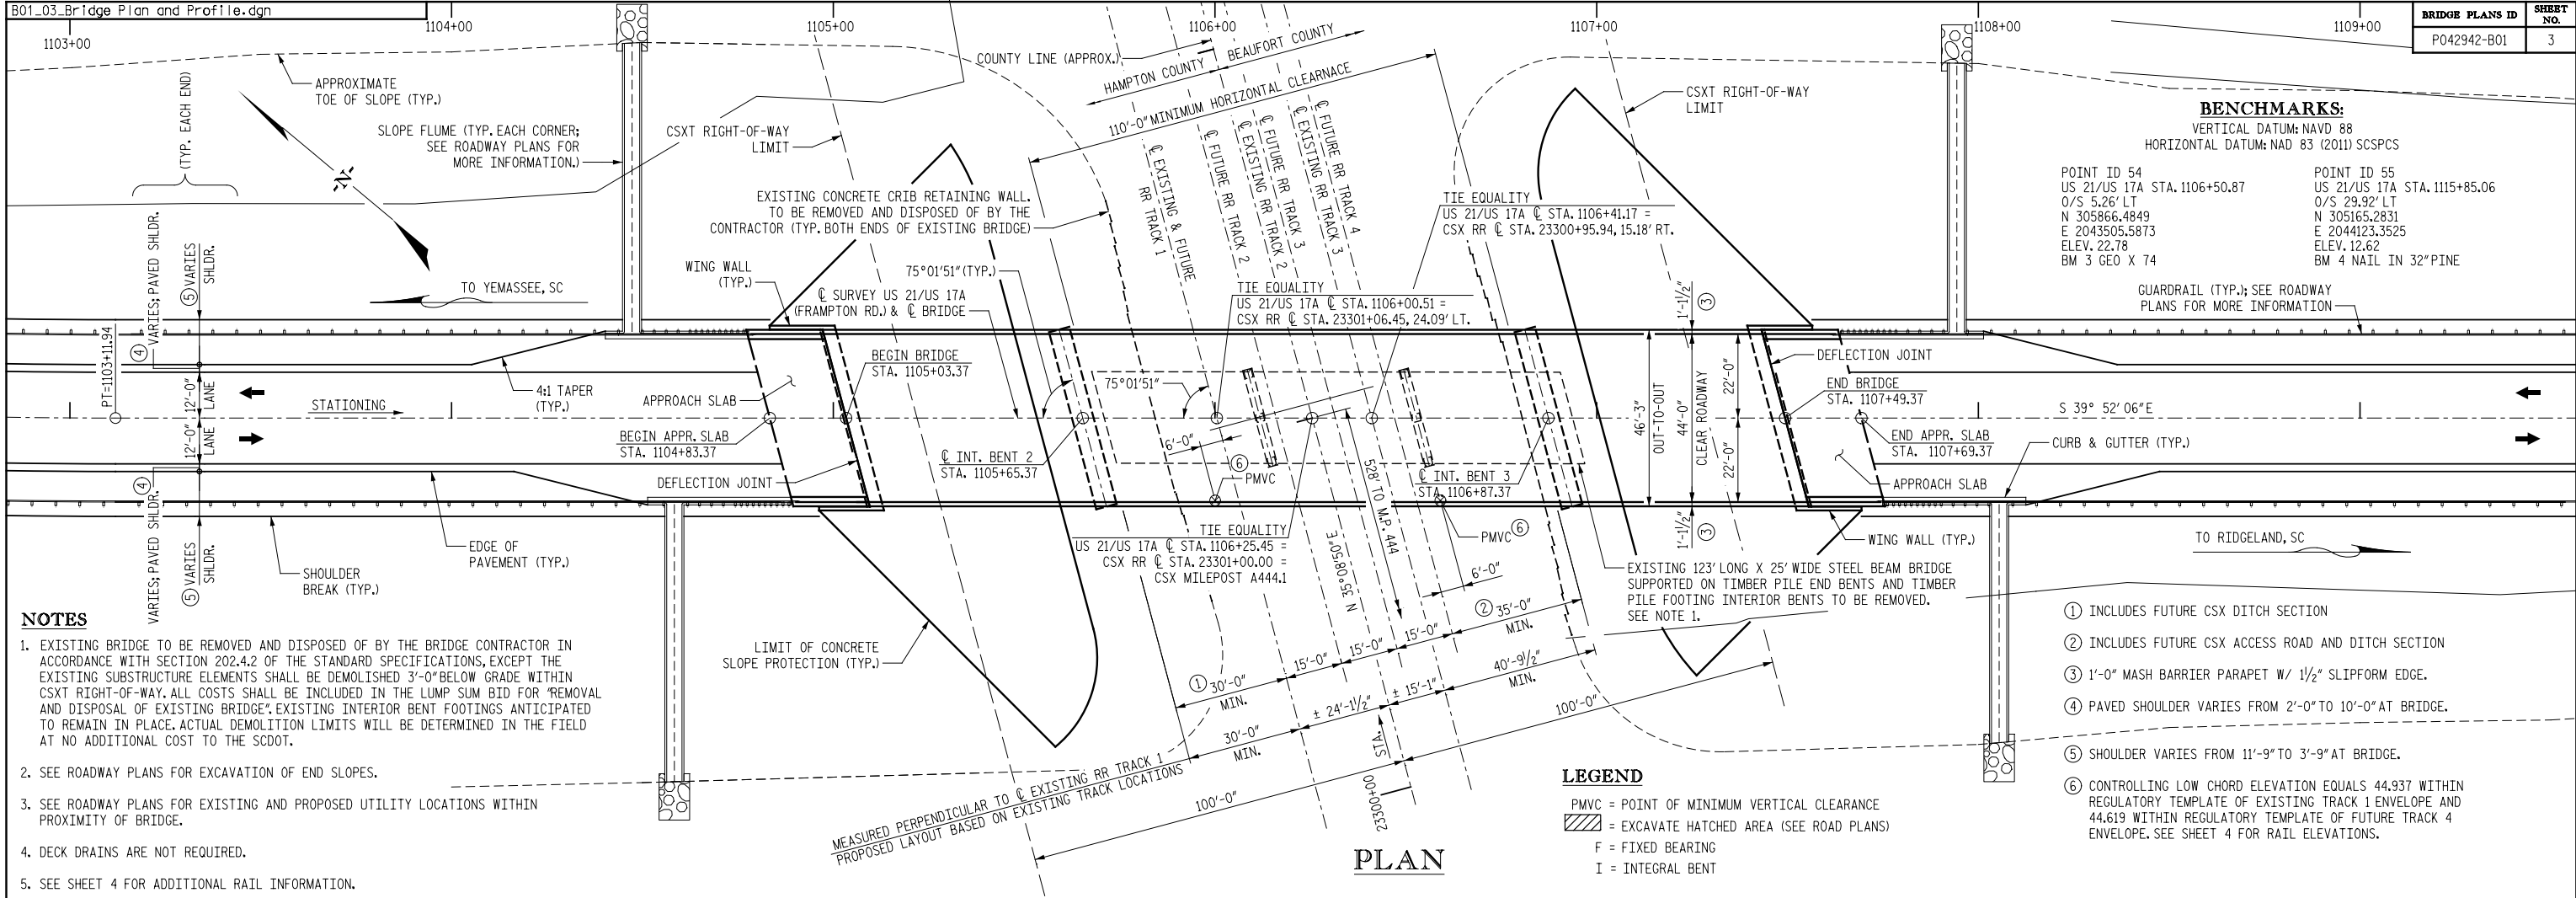 B01_03_Bridge Plan and Profile.dgn
BRIDGE PLANS ID
SHEET
NO.
P042942-B01
3
1103+00
1104+00
1105+00
1106+00
1107+00
1108+00
1109+00
APPROXIMATE
TOE OF SLOPE (TYP.)
(TYP. EACH END)
SLOPE FLUME (TYP. EACH CORNER;
SEE ROADWAY PLANS FOR
MORE INFORMATION.)
-N-
CSXT RIGHT-OF-WAY
LIMIT
COUNTY LINE (APPROX.)
HAMPTON COUNTY
BEAUFORT COUNTY
110'-0" MINIMUM HORIZONTAL CLEARNACE
CSXT RIGHT-OF-WAY
LIMIT
BENCHMARKS:
VERTICAL DATUM: NAVD 88
HORIZONTAL DATUM: NAD 83 (2011) SCSPCS
POINT ID 54
US 21/US 17A STA. 1106+50.87
O/S 5.26' LT
N 305866.4849
E 2043505.5873
ELEV. 22.78
BM 3 GEO X 74
POINT ID 55
US 21/US 17A STA. 1115+85.06
O/S 29.92' LT
N 305165.2831
E 2044123.3525
ELEV. 12.62
BM 4 NAIL IN 32" PINE
EXISTING CONCRETE CRIB RETAINING WALL.
TO BE REMOVED AND DISPOSED OF BY THE
CONTRACTOR (TYP. BOTH ENDS OF EXISTING BRIDGE)
℄ EXISTING & FUTURE
RR TRACK 1
℄ FUTURE RR TRACK 2
℄ EXISTING RR TRACK 2
℄ FUTURE RR TRACK 3
℄ EXISTING RR TRACK 3
℄ FUTURE RR TRACK 4
TIE EQUALITY
US 21/US 17A ℄ STA. 1106+41.17 =
CSX RR ℄ STA. 23300+95.94, 15.18' RT.
WING WALL
(TYP.)
75°01'51" (TYP.)
℄ SURVEY US 21/US 17A
(FRAMPTON RD.) & ℄ BRIDGE
TIE EQUALITY
US 21/US 17A ℄ STA. 1106+00.51 =
CSX RR ℄ STA. 23301+06.45, 24.09' LT.
TO YEMASSEE, SC
GUARDRAIL (TYP.); SEE ROADWAY
PLANS FOR MORE INFORMATION
VARIES; PAVED SHLDR.
4
5 VARIES
SHLDR.
1'-1½"
3
PT=1103+11.94
12'-0"
LANE
12'-0"
LANE
STATIONING
4:1 TAPER
(TYP.)
APPROACH SLAB
BEGIN BRIDGE
STA. 1105+03.37
BEGIN APPR. SLAB
STA. 1104+83.37
DEFLECTION JOINT
75°01'51"
6'-0"
℄ INT. BENT 2
STA. 1105+65.37
6
PMVC
℄ INT. BENT 3
STA. 1106+87.37
46'-3"
OUT-TO-OUT
44'-0"
CLEAR ROADWAY
22'-0"
22'-0"
DEFLECTION JOINT
END BRIDGE
STA. 1107+49.37
END APPR. SLAB
STA. 1107+69.37
APPROACH SLAB
S 39° 52' 06"E
CURB & GUTTER (TYP.)
VARIES; PAVED SHLDR.
4
5 VARIES
SHLDR.
EDGE OF
PAVEMENT (TYP.)
SHOULDER
BREAK (TYP.)
TIE EQUALITY
US 21/US 17A ℄ STA. 1106+25.45 =
CSX RR ℄ STA. 23301+00.00 =
CSX MILEPOST A444.1
528' TO M.P. 444
N 35°08'50"E
PMVC 6
6'-0"
1'-1½"
3
WING WALL (TYP.)
TO RIDGELAND, SC
EXISTING 123' LONG X 25' WIDE STEEL BEAM BRIDGE
SUPPORTED ON TIMBER PILE END BENTS AND TIMBER
PILE FOOTING INTERIOR BENTS TO BE REMOVED.
SEE NOTE 1.
LIMIT OF CONCRETE
SLOPE PROTECTION (TYP.)
1 30'-0"
MIN.
15'-0"
15'-0"
15'-0"
2 35'-0"
MIN.
30'-0"
MIN.
± 24'-1½"
± 15'-1"
40'-9½"
MIN.
100'-0"
100'-0"
STA.
23300+00
MEASURED PERPENDICULAR TO ℄ EXISTING RR TRACK 1
PROPOSED LAYOUT BASED ON EXISTING TRACK LOCATIONS
NOTES
1. EXISTING BRIDGE TO BE REMOVED AND DISPOSED OF BY THE BRIDGE CONTRACTOR IN
ACCORDANCE WITH SECTION 202.4.2 OF THE STANDARD SPECIFICATIONS, EXCEPT THE
EXISTING SUBSTRUCTURE ELEMENTS SHALL BE DEMOLISHED 3'-0" BELOW GRADE WITHIN
CSXT RIGHT-OF-WAY. ALL COSTS SHALL BE INCLUDED IN THE LUMP SUM BID FOR "REMOVAL
AND DISPOSAL OF EXISTING BRIDGE". EXISTING INTERIOR BENT FOOTINGS ANTICIPATED
TO REMAIN IN PLACE. ACTUAL DEMOLITION LIMITS WILL BE DETERMINED IN THE FIELD
AT NO ADDITIONAL COST TO THE SCDOT.
2. SEE ROADWAY PLANS FOR EXCAVATION OF END SLOPES.
3. SEE ROADWAY PLANS FOR EXISTING AND PROPOSED UTILITY LOCATIONS WITHIN
PROXIMITY OF BRIDGE.
4. DECK DRAINS ARE NOT REQUIRED.
5. SEE SHEET 4 FOR ADDITIONAL RAIL INFORMATION.
PLAN
LEGEND
PMVC = POINT OF MINIMUM VERTICAL CLEARANCE
= EXCAVATE HATCHED AREA (SEE ROAD PLANS)
F = FIXED BEARING
I = INTEGRAL BENT
1 INCLUDES FUTURE CSX DITCH SECTION
2 INCLUDES FUTURE CSX ACCESS ROAD AND DITCH SECTION
3 1'-0" MASH BARRIER PARAPET W/ 1½" SLIPFORM EDGE.
4 PAVED SHOULDER VARIES FROM 2'-0" TO 10'-0" AT BRIDGE.
5 SHOULDER VARIES FROM 11'-9" TO 3'-9" AT BRIDGE.
6 CONTROLLING LOW CHORD ELEVATION EQUALS 44.937 WITHIN
REGULATORY TEMPLATE OF EXISTING TRACK 1 ENVELOPE AND
44.619 WITHIN REGULATORY TEMPLATE OF FUTURE TRACK 4
ENVELOPE. SEE SHEET 4 FOR RAIL ELEVATIONS.